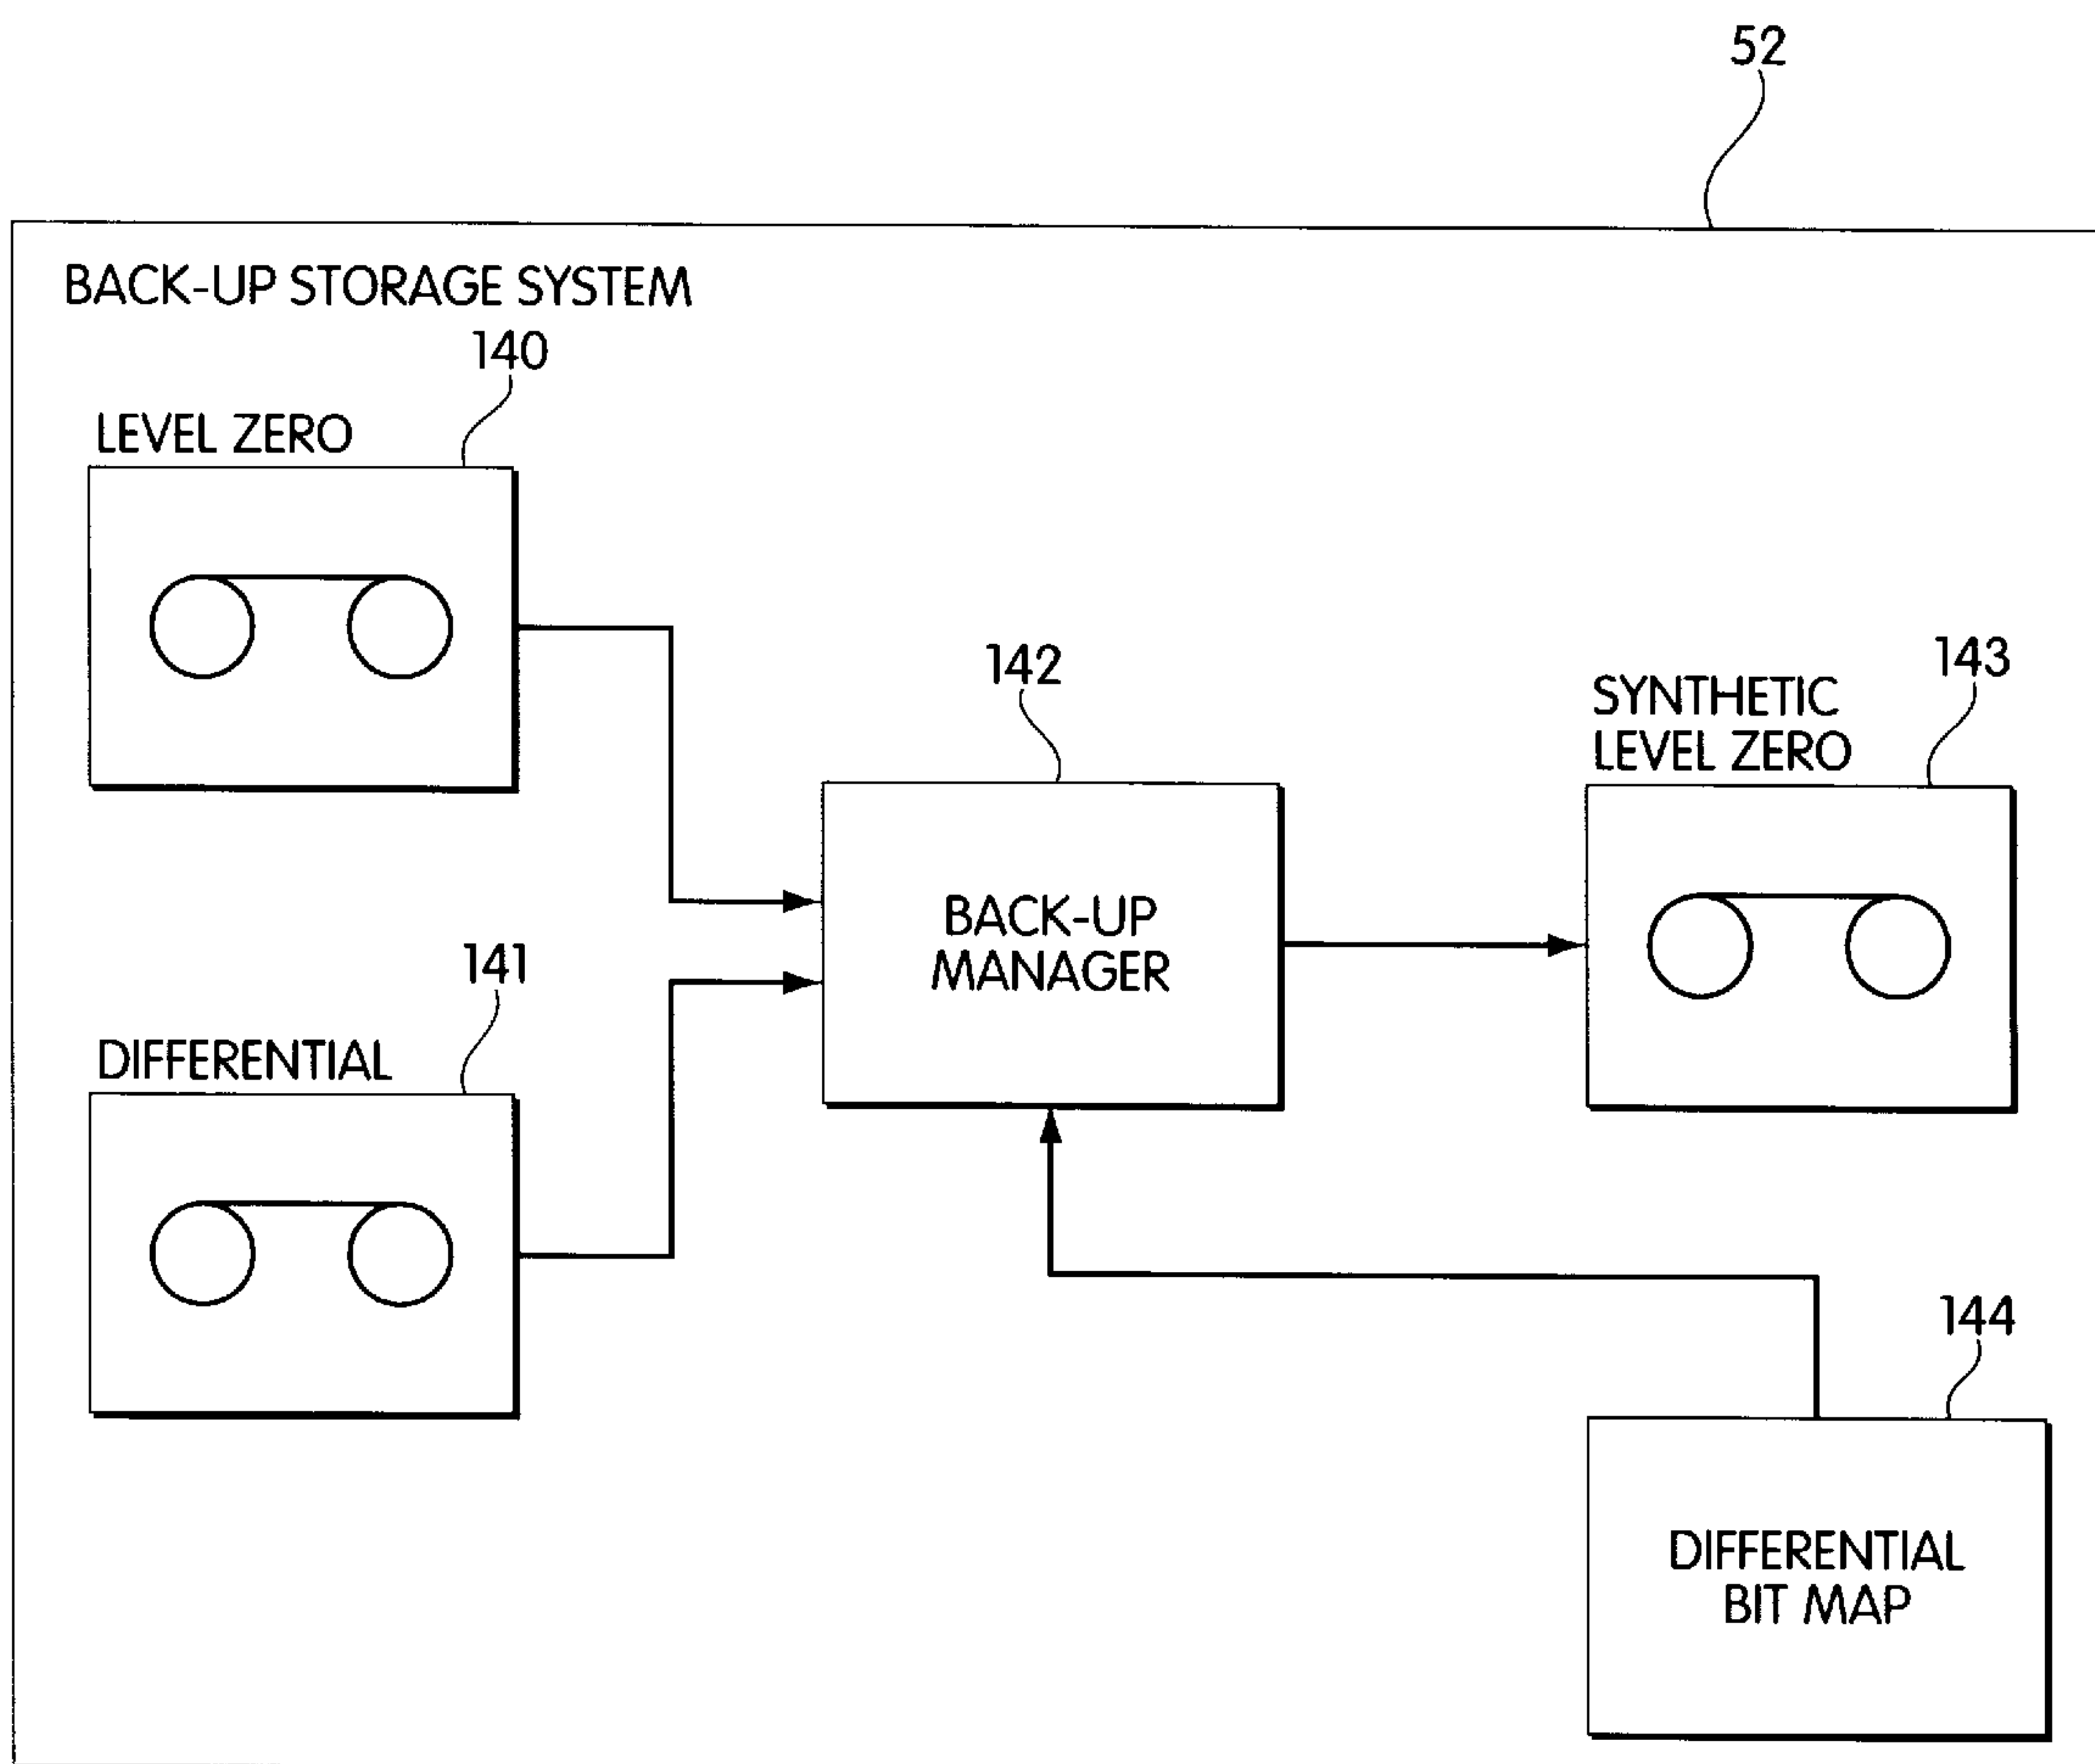 52
BACK-UP STORAGE SYSTEM
140
LEVEL ZERO
142
143
SYNTHETIC
LEVEL ZERO
BACK-UP
MANAGER
141
DIFFERENTIAL
144
DIFFERENTIAL
BIT MAP